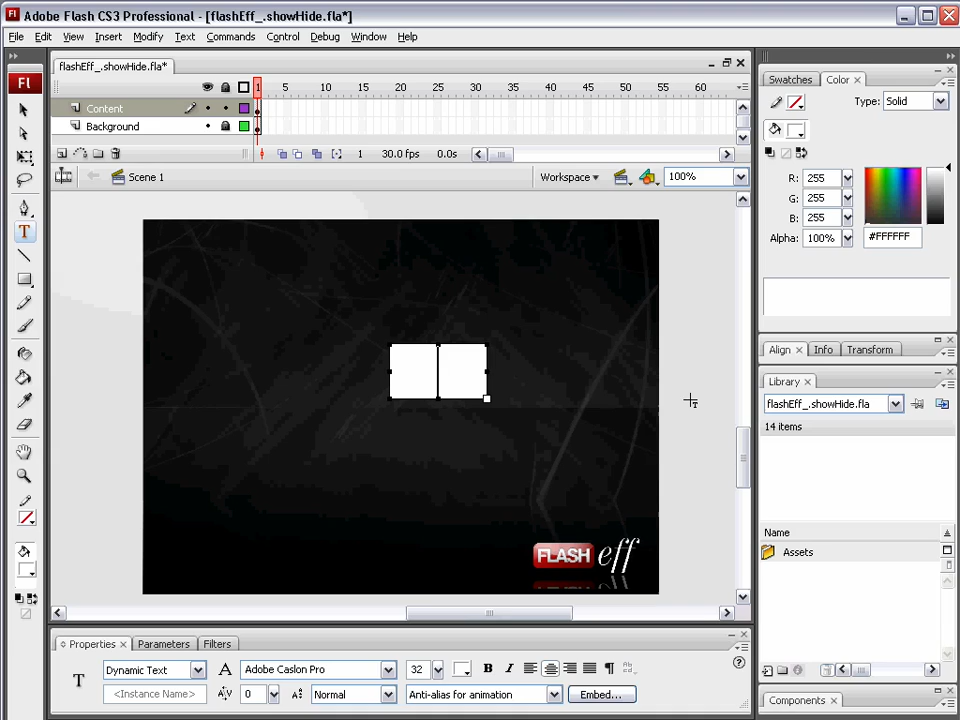 Adobe Flash CS3 Professional - [flashEff_.showHide.fla*]
File Edit View Insert Modify Text Commands Control Debug Window Help
flashEff_.showHide.fla*
1 5 10 15 20 25 30 35 40 45 50 55 60
Content
Background
1 30.0 fps 0.0s
Scene 1
Workspace
100%
Fl
T
FLASH eff
Swatches Color
Type: Solid
R: 255
G: 255
B: 255
Alpha: 100% #FFFFFF
Align Info Transform
Library
flashEff_.showHide.fla
14 items
Name
Assets
Components
Properties Parameters Filters
T
Dynamic Text A Adobe Caslon Pro 32 B I
<Instance Name> AV 0 Normal Anti-alias for animation Embed...